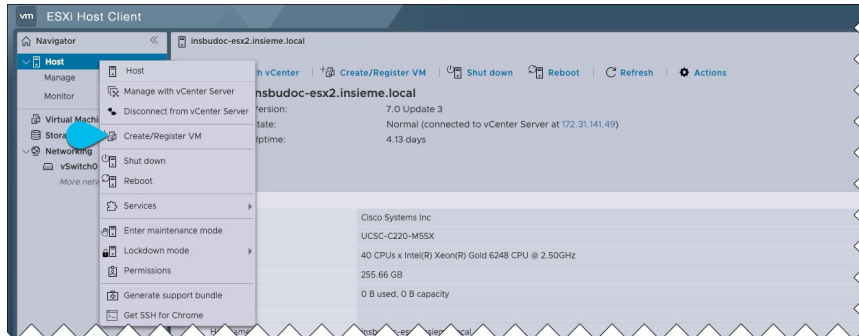 vm ESXi Host Client
Navigator
insbudoc-esx2.insieme.local
Host
Manage
Monitor
Virtual Machi
Stora
Networking
vSwitch0
More netw
Host
Manage with vCenter Server
Disconnect from vCenter Server
Create/Register VM
Shut down
Reboot
Services
Enter maintenance mode
Lockdown mode
Permissions
Generate support bundle
Get SSH for Chrome
h vCenter Create/Register VM Shut down Reboot Refresh Actions
nsbudoc-esx2.insieme.local
Version: 7.0 Update 3
tate: Normal (connected to vCenter Server at 172.31.141.49)
ptime: 4.13 days
Cisco Systems Inc
UCSC-C220-M5SX
40 CPUs x Intel(R) Xeon(R) Gold 6248 CPU @ 2.50GHz
255.66 GB
0 B used, 0 B capacity